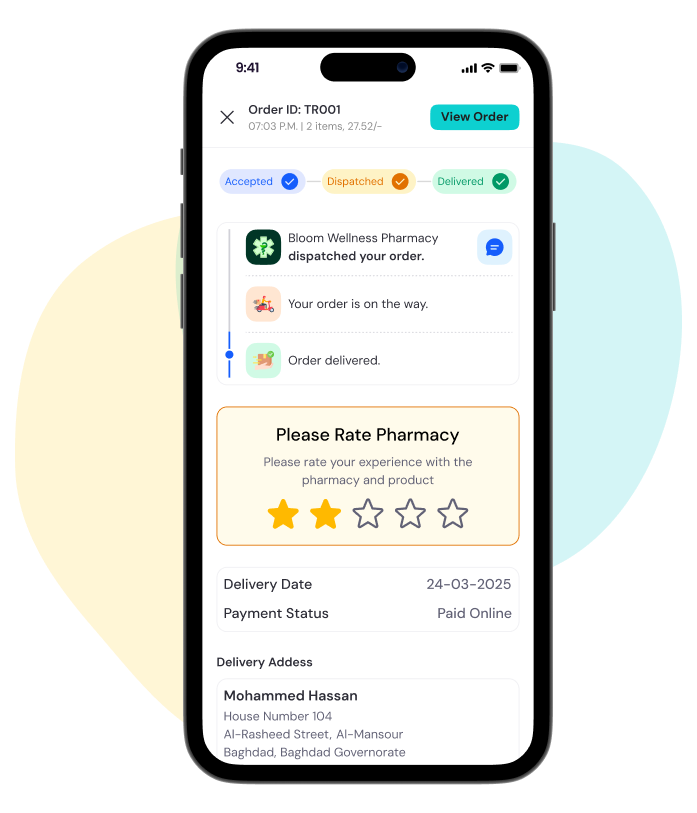 9:41
Order ID: TR001
07:03 P.M. | 2 items, 27.52/-
View Order
Accepted
Dispatched
Delivered
Bloom Wellness Pharmacy
dispatched your order.
Your order is on the way.
Order delivered.
Please Rate Pharmacy
Please rate your experience with the
pharmacy and product
Delivery Date
24-03-2025
Payment Status
Paid Online
Delivery Addess
Mohammed Hassan
House Number 104
Al-Rasheed Street, Al-Mansour
Baghdad, Baghdad Governorate